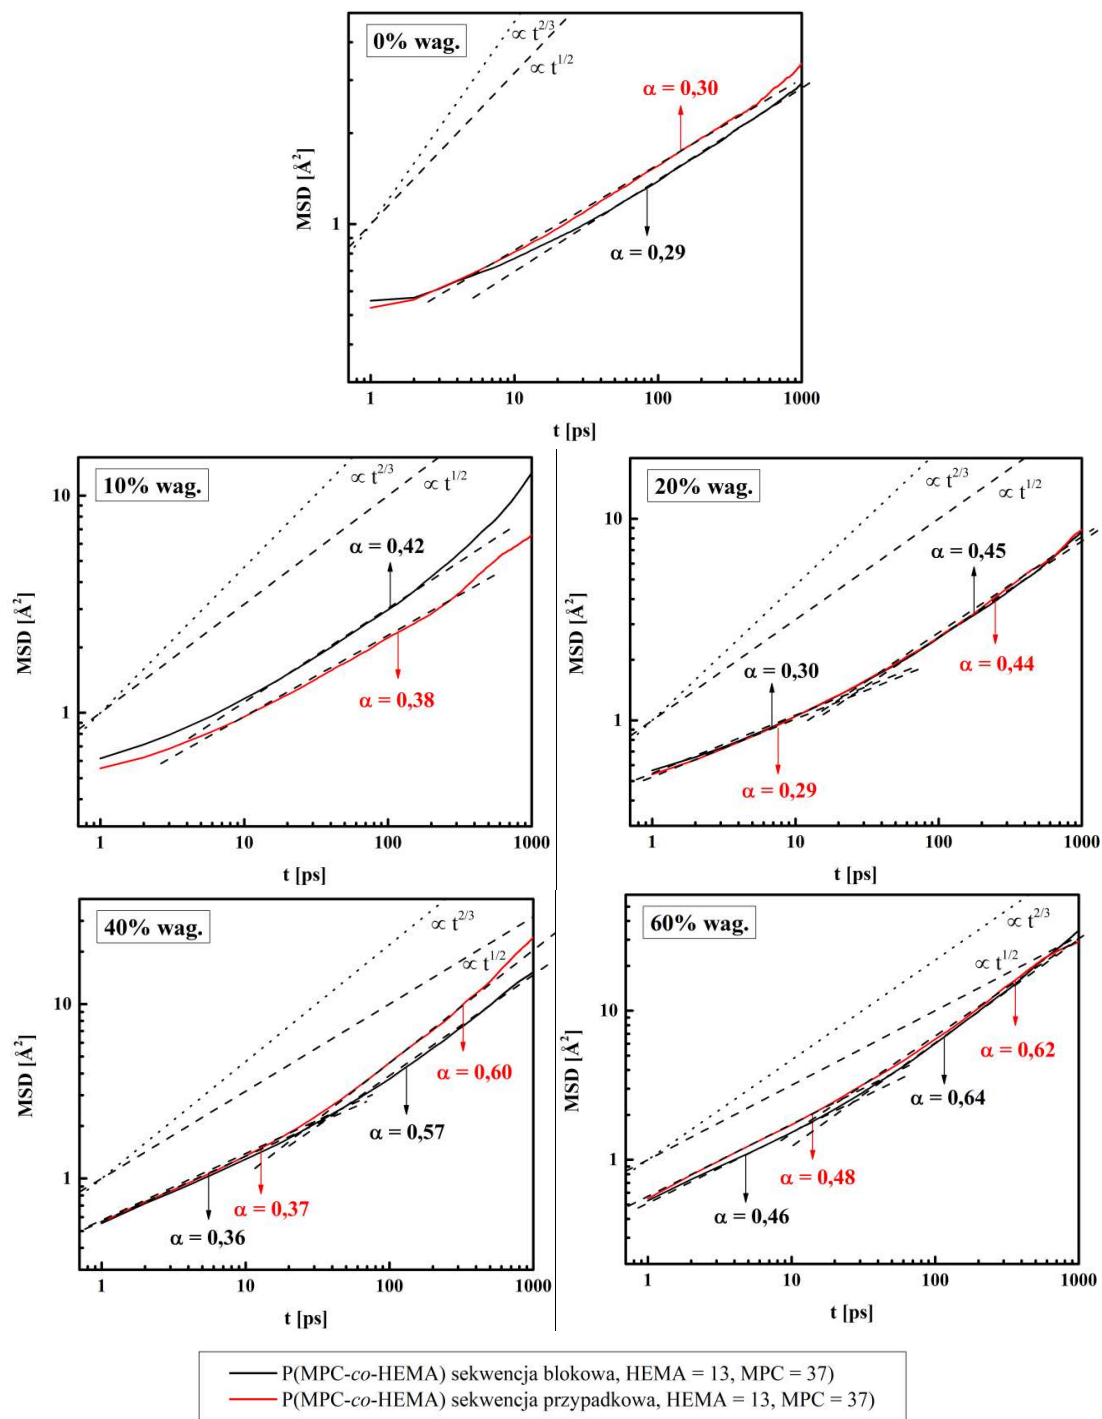 0% wag.
∝ t^2/3
∝ t^1/2
α = 0,30
α = 0,29
MSD [Å²]
1
1 10 100 1000
t [ps]
10% wag.
∝ t^2/3
∝ t^1/2
α = 0,42
α = 0,38
MSD [Å²]
10
1
1 10 100 1000
t [ps]
20% wag.
∝ t^2/3
∝ t^1/2
α = 0,45
α = 0,44
α = 0,30
α = 0,29
MSD [Å²]
10
1
1 10 100 1000
t [ps]
40% wag.
∝ t^2/3
∝ t^1/2
α = 0,60
α = 0,57
α = 0,37
α = 0,36
MSD [Å²]
10
1
1 10 100 1000
t [ps]
60% wag.
∝ t^2/3
∝ t^1/2
α = 0,62
α = 0,64
α = 0,48
α = 0,46
MSD [Å²]
10
1
1 10 100 1000
t [ps]
P(MPC-co-HEMA) sekwencja blokowa, HEMA = 13, MPC = 37)
P(MPC-co-HEMA) sekwencja przypadkowa, HEMA = 13, MPC = 37)